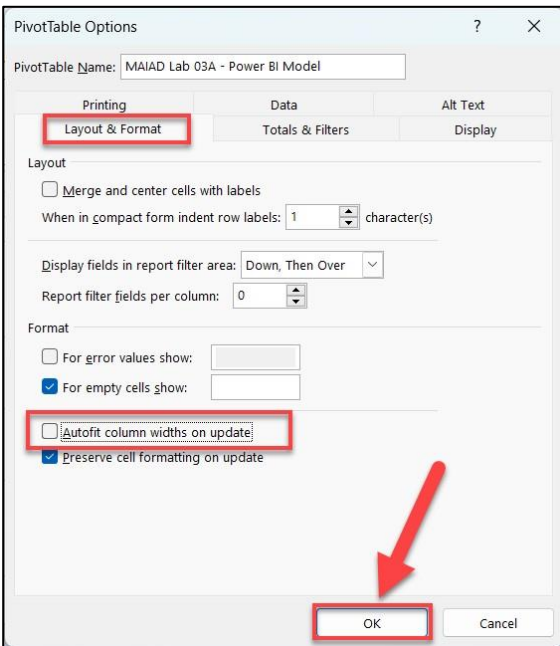 PivotTable Options ?
PivotTable Name: MAIAD Lab 03A - Power BI Model
Printing Data Alt Text
Layout & Format Totals & Filters Display
Layout
Merge and center cells with labels
When in compact form indent row labels: 1 character(s)
Display fields in report filter area: Down, Then Over
Report filter fields per column: 0
Format
For error values show:
For empty cells show:
Autofit column widths on update
Preserve cell formatting on update
OK Cancel